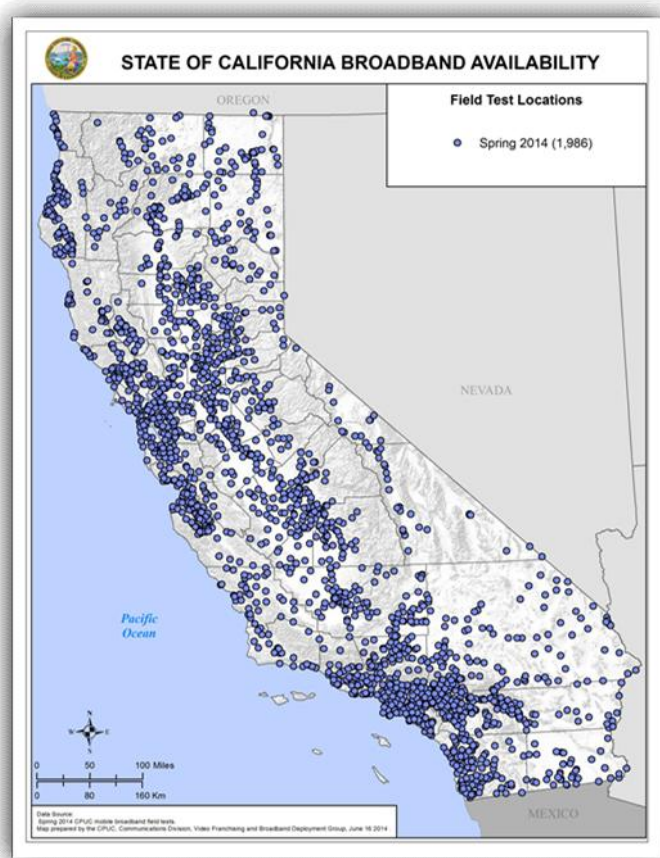 STATE OF CALIFORNIA BROADBAND AVAILABILITY
OREGON
Field Test Locations
Spring 2014 (1,986)
NEVADA
Pacific
Ocean
N
W E
S
0 50 100 Miles
0 80 160 Km
MEXICO
Data Source:
Spring 2014 CPUC mobile broadband field tests.
Map prepared by the CPUC, Communications Division, Video Franchising and Broadband Deployment Group, June 16 2014